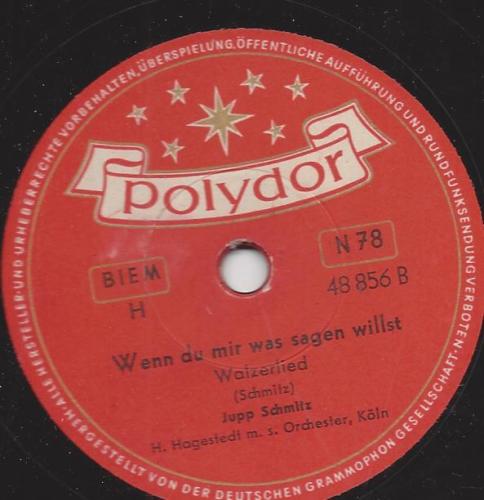 ALLE HERSTELLER- UND URHEBERRECHTE VORBEHALTEN, ÜBERSPIELUNG, ÖFFENTLICHE AUFFÜHRUNG UND RUNDFUNKSENDUNG VERBOTEN
polydor
BIEM
N 78
H
48 856 B
Wenn du mir was sagen willst
Walzerlied
(Schmitz)
Jupp Schmitz
H. Hagestedt m. s. Orchester, Köln
HERGESTELLT VON DER DEUTSCHEN GRAMMOPHON GESELLSCHAFT